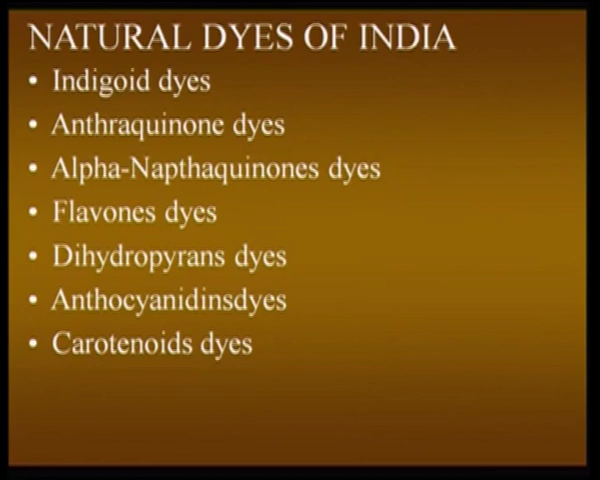 NATURAL DYES OF INDIA
• Indigoid dyes
• Anthraquinone dyes
• Alpha-Napthaquinones dyes
• Flavones dyes
• Dihydropyrans dyes
• Anthocyanidinsdyes
• Carotenoids dyes